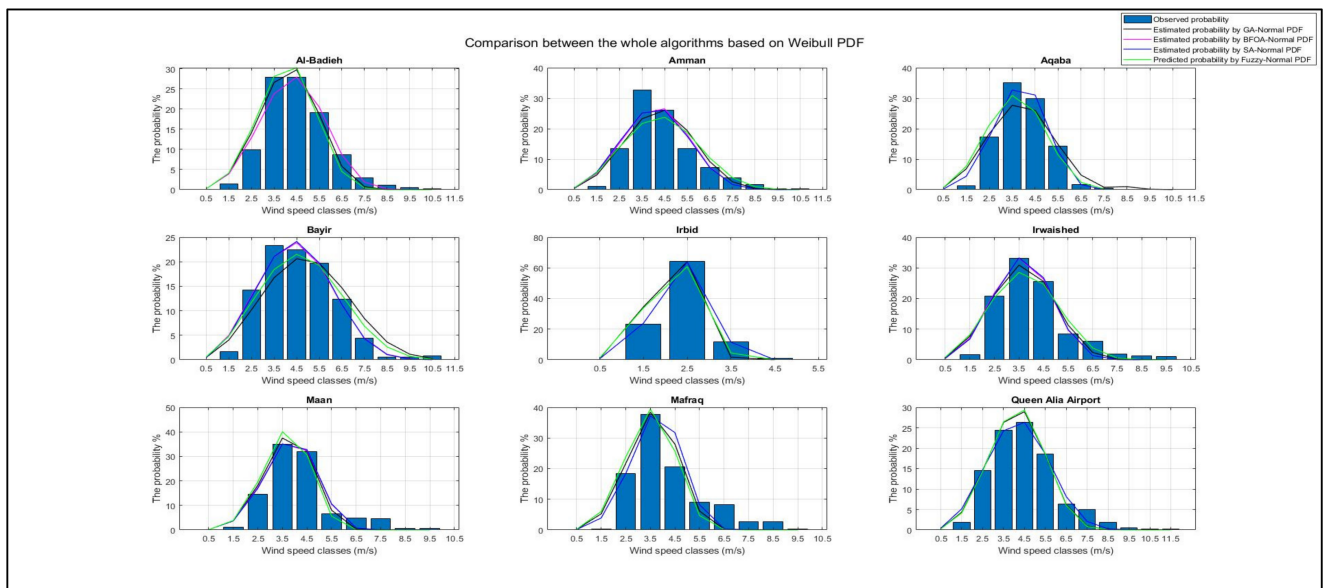 Observed probability
Estimated probability by GA-Normal PDF
Estimated probability by BFOA-Normal PDF
Estimated probability by SA-Normal PDF
Predicted probability by Fuzzy-Normal PDF
Comparison between the whole algorithms based on Weibull PDF
Al-Badieh
The probability %
30
25
20
15
10
5
0
0.5 1.5 2.5 3.5 4.5 5.5 6.5 7.5 8.5 9.5 10.5 11.5
Wind speed classes (m/s)
Amman
The probability %
40
30
20
10
0
0.5 1.5 2.5 3.5 4.5 5.5 6.5 7.5 8.5 9.5 10.5 11.5
Wind speed classes (m/s)
Aqaba
The probability %
40
30
20
10
0
0.5 1.5 2.5 3.5 4.5 5.5 6.5 7.5 8.5 9.5 10.5 11.5
Wind speed classes (m/s)
Bayir
The probability %
25
20
15
10
5
0
0.5 1.5 2.5 3.5 4.5 5.5 6.5 7.5 8.5 9.5 10.5 11.5
Wind speed classes (m/s)
Irbid
The probability %
80
60
40
20
0
0.5 1.5 2.5 3.5 4.5 5.5
Wind speed classes (m/s)
Irwaished
The probability %
40
30
20
10
0
0.5 1.5 2.5 3.5 4.5 5.5 6.5 7.5 8.5 9.5 10.5
Wind speed classes (m/s)
Maan
The probability %
50
40
30
20
10
0
0.5 1.5 2.5 3.5 4.5 5.5 6.5 7.5 8.5 9.5 10.5
Wind speed classes (m/s)
Mafraq
The probability %
40
30
20
10
0
0.5 1.5 2.5 3.5 4.5 5.5 6.5 7.5 8.5 9.5 10.5
Wind speed classes (m/s)
Queen Alia Airport
The probability %
30
25
20
15
10
5
0
0.5 1.5 2.5 3.5 4.5 5.5 6.5 7.5 8.5 9.5 10.5 11.5
Wind speed classes (m/s)